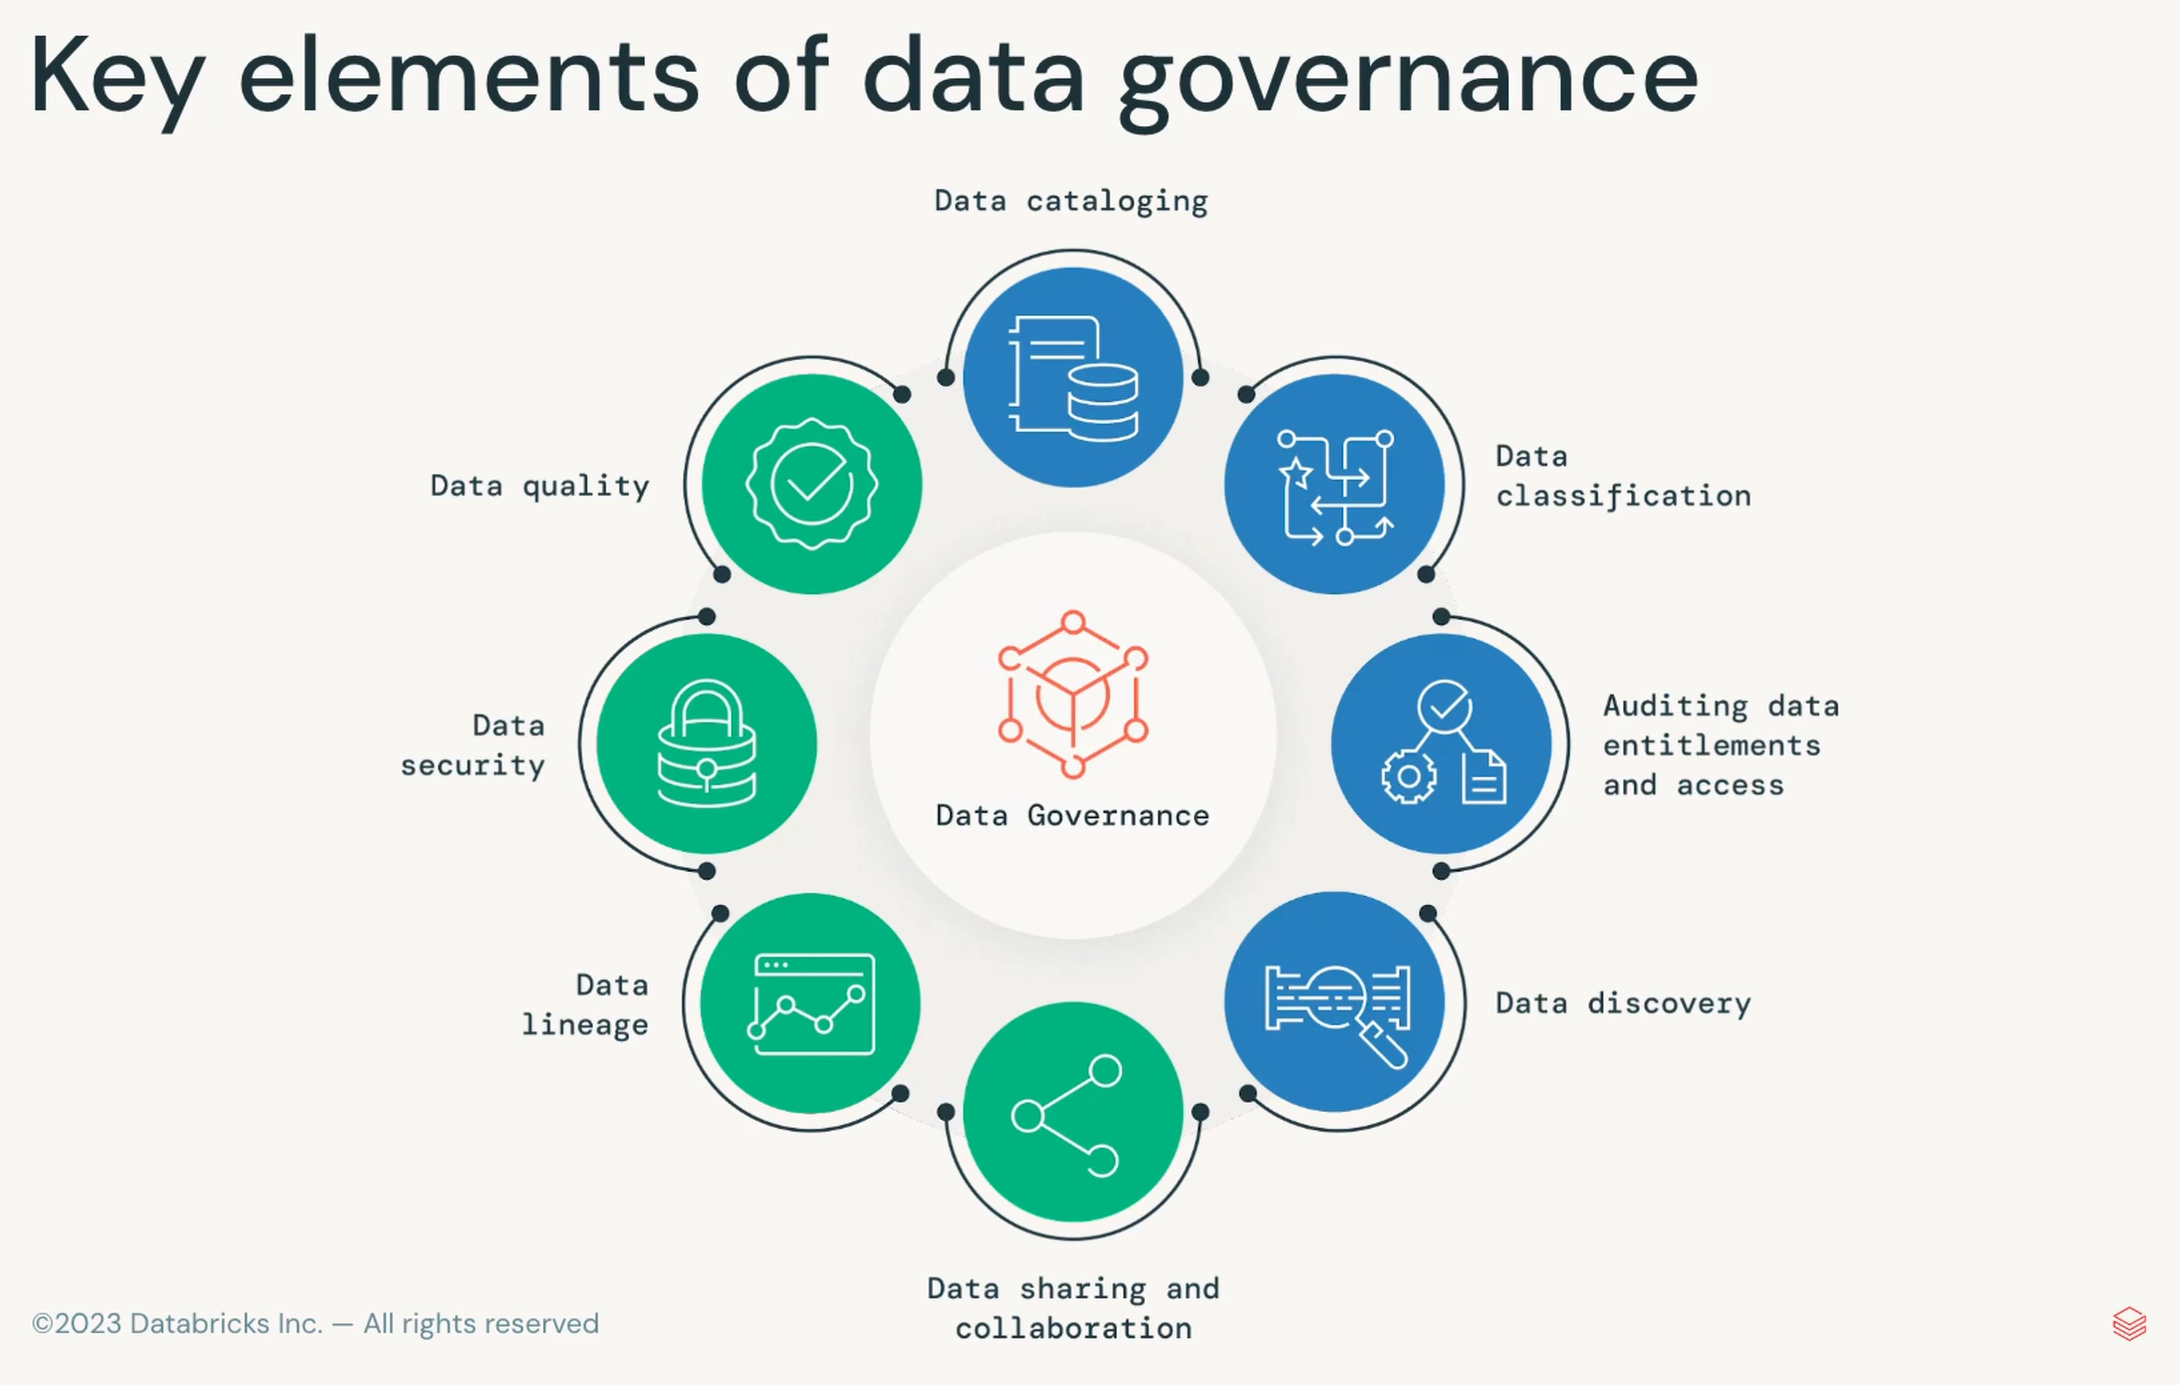 Key elements of data governance
Data cataloging
Data
classification
Auditing data
entitlements
and access
Data discovery
Data sharing and
collaboration
Data
lineage
Data
security
Data quality
Data Governance
©2023 Databricks Inc. — All rights reserved